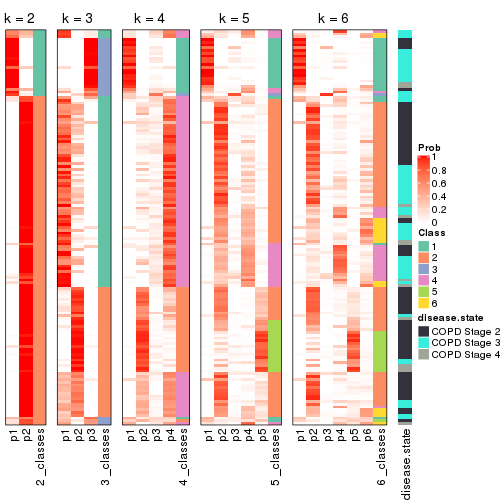 k = 2
k = 3
k = 4
k = 5
k = 6
Prob
1
0.8
0.6
0.4
0.2
0
Class
1
2
3
4
5
6
disease.state
COPD Stage 2
COPD Stage 3
COPD Stage 4
p1
p2
2_classes
p1
p2
p3
3_classes
p1
p2
p3
p4
4_classes
p1
p2
p3
p4
p5
5_classes
p1
p2
p3
p4
p5
p6
6_classes
disease.state